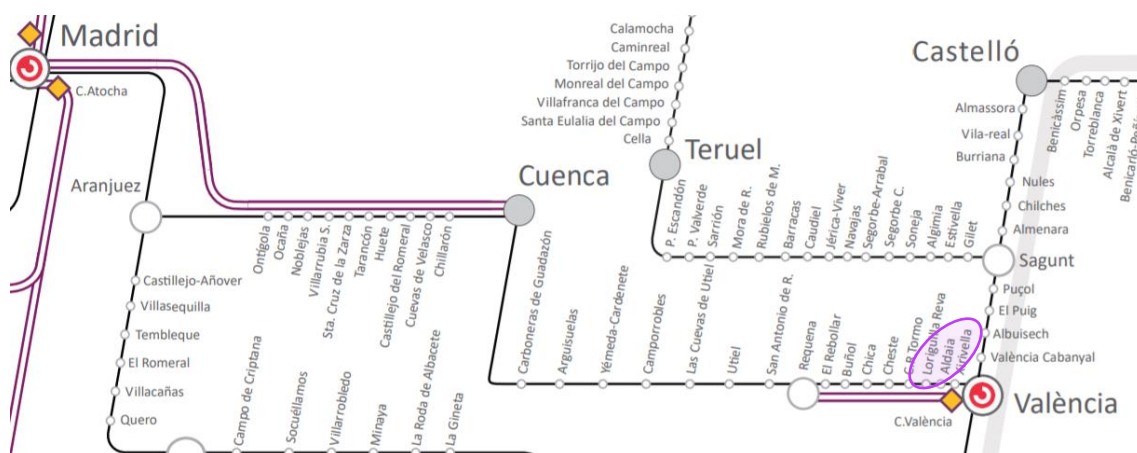 Madrid
C.Atocha
Aranjuez
Castillejo-Añover
Villasequilla
Tembleque
El Romeral
Villacañas
Quero
Ontígola
Ocaña
Noblejas
Villarrubia S.
Sta. Cruz de la Zarza
Tarancón
Huete
Castillejo del Romeral
Cuevas de Velasco
Chillarón
Cuenca
Campo de Criptana
Socuéllamos
Villarrobledo
Minaya
La Roda de Albacete
La Gineta
Calamocha
Caminreal
Torrijo del Campo
Monreal del Campo
Villafranca del Campo
Santa Eulalia del Campo
Cella
Teruel
P. Escandón
P. Valverde
Sarrión
Mora de R.
Rubielos de M.
Barracas
Caudiel
Jérica-Viver
Navajas
Segorbe-Arrabal
Segorbe C.
Soneja
Algimia
Estivella
Gilet
Carboneras de Guadazón
Arguisuelas
Yémeda-Cardenete
Camporrobles
Las Cuevas de Utiel
Utiel
San Antonio de R.
Requena
El Rebollar
Buñol
Chica
Cheste
Tormo
Loriguilla Reva
Aldaia
Xirivella
Castelló
Almassora
Vila-real
Burriana
Nules
Chilches
Almenara
Sagunt
Puçol
El Puig
Albuisech
València Cabanyal
València
C.València
Benicàssim
Orpesa
Torreblanca
Alcalà de Xivert